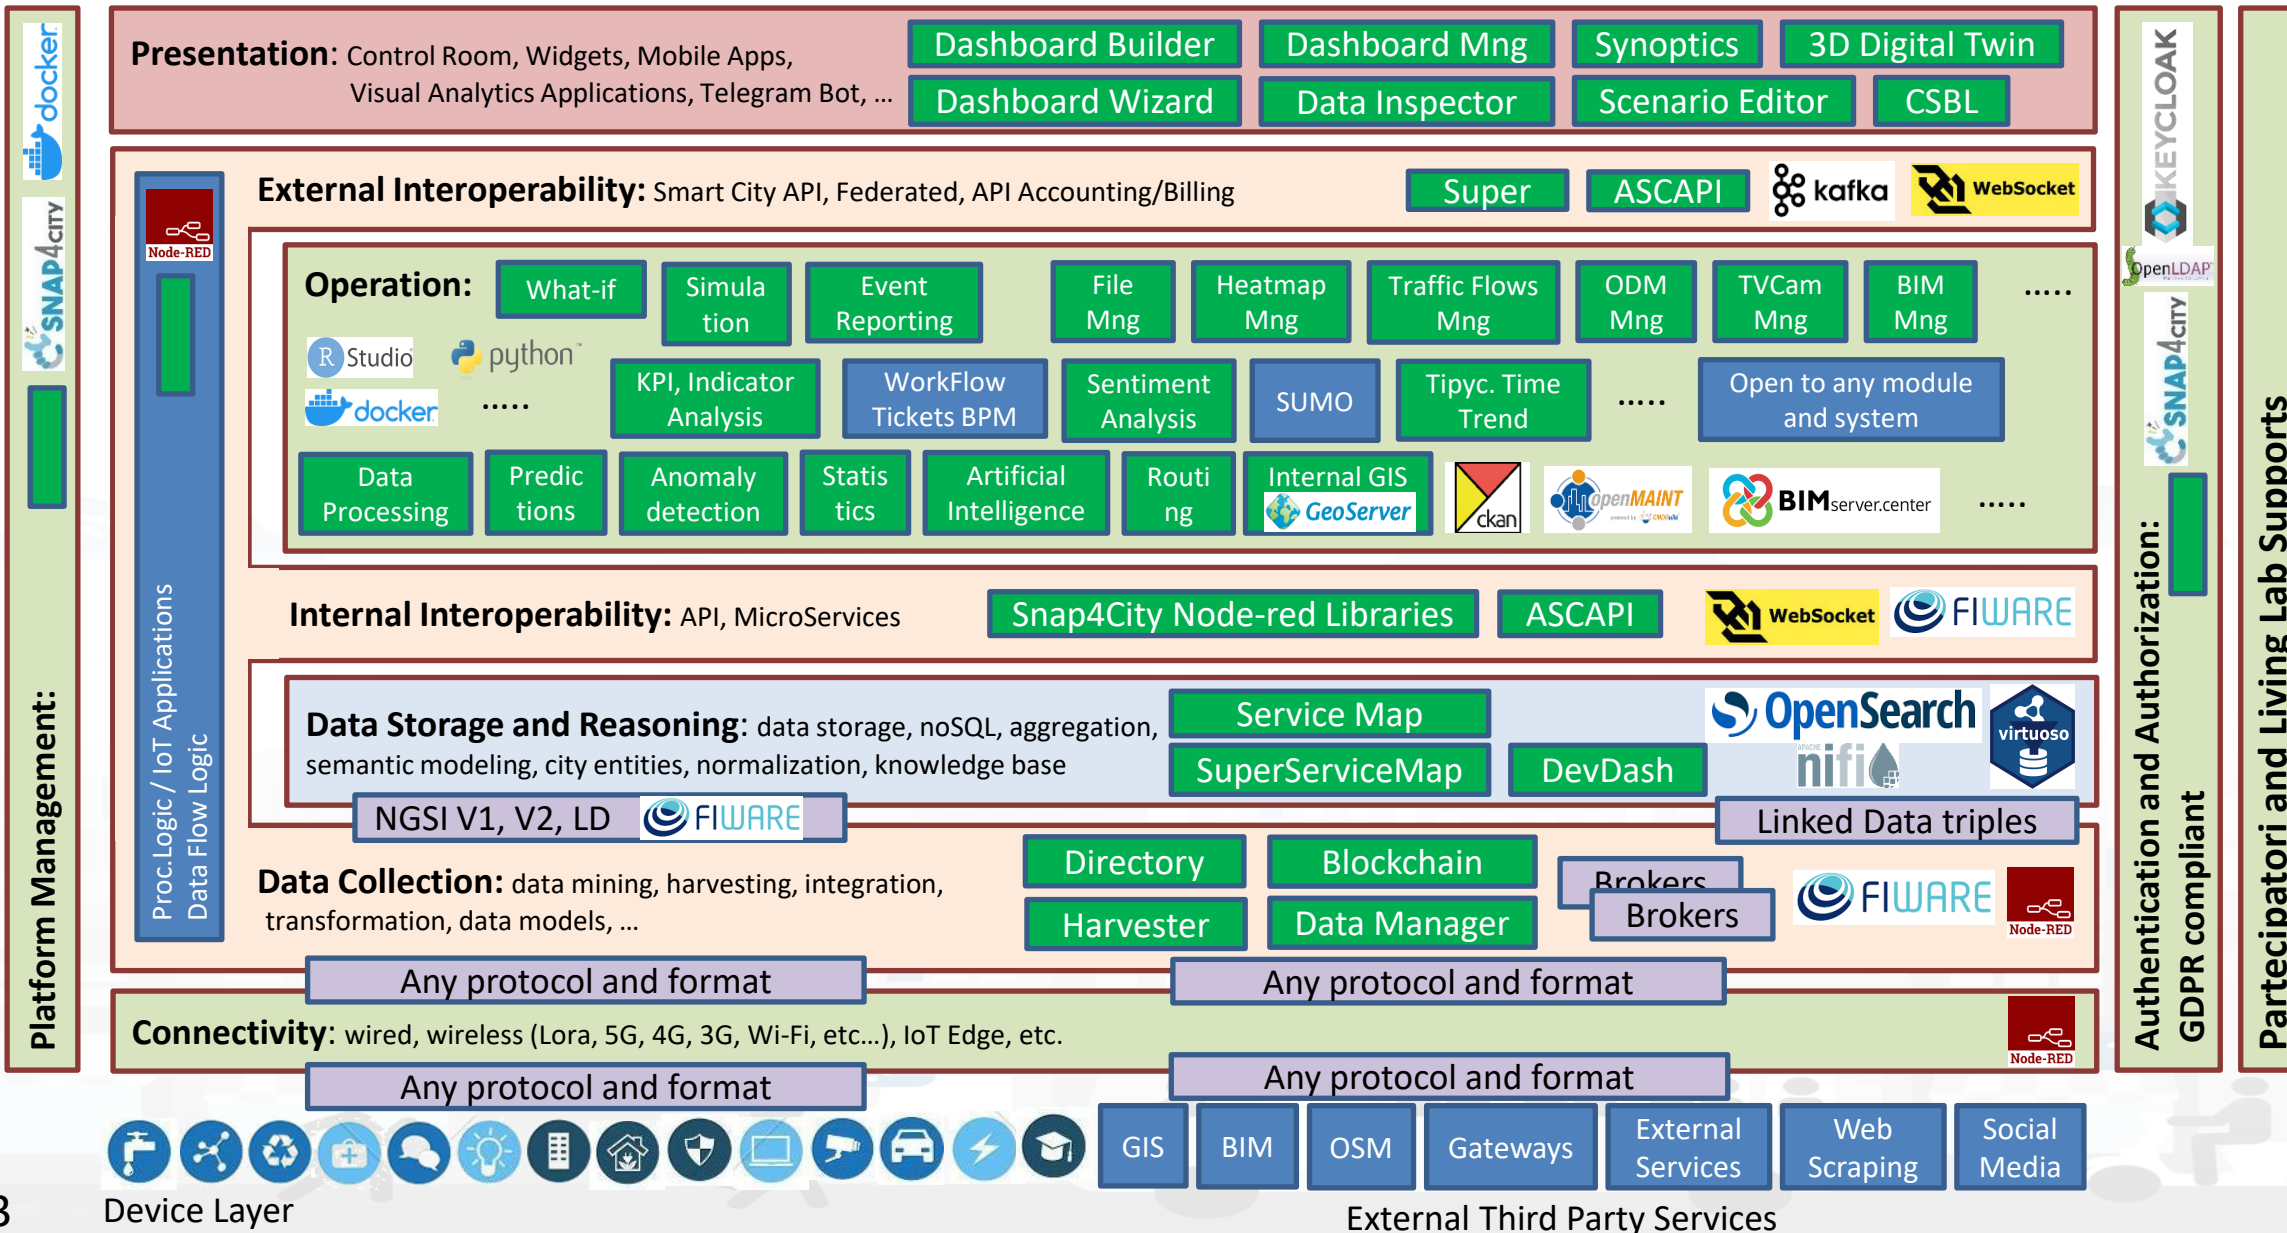 docker
SNAP4CITY
Platform Management:
Presentation: Control Room, Widgets, Mobile Apps,
Visual Analytics Applications, Telegram Bot, ...
Dashboard Builder
Dashboard Mng
Synoptics
3D Digital Twin
Dashboard Wizard
Data Inspector
Scenario Editor
CSBL
Node-RED
Proc.Logic / IoT Applications
Data Flow Logic
External Interoperability: Smart City API, Federated, API Accounting/Billing
Super
ASCAPI
kafka
WebSocket
Operation:
What-if
Simula
tion
Event
Reporting
File
Mng
Heatmap
Mng
Traffic Flows
Mng
ODM
Mng
TVCam
Mng
BIM
Mng
.....
R Studio
python
docker
.....
KPI, Indicator
Analysis
WorkFlow
Tickets BPM
Sentiment
Analysis
SUMO
Tipyc. Time
Trend
.....
Open to any module
and system
Data
Processing
Predic
tions
Anomaly
detection
Statis
tics
Artificial
Intelligence
Routi
ng
Internal GIS
GeoServer
ckan
openMAINT
BIMserver.center
.....
Internal Interoperability: API, MicroServices
Snap4City Node-red Libraries
ASCAPI
WebSocket
FIWARE
Data Storage and Reasoning: data storage, noSQL, aggregation,
semantic modeling, city entities, normalization, knowledge base
Service Map
SuperServiceMap
DevDash
OpenSearch
APACHE
nifi
virtuoso
NGSI V1, V2, LD FIWARE
Linked Data triples
Data Collection: data mining, harvesting, integration,
transformation, data models, ...
Directory
Blockchain
Harvester
Data Manager
Brokers
Brokers
FIWARE
Node-RED
Any protocol and format
Any protocol and format
Connectivity: wired, wireless (Lora, 5G, 4G, 3G, Wi-Fi, etc...), IoT Edge, etc.
Node-RED
Any protocol and format
Any protocol and format
GIS
BIM
OSM
Gateways
External
Services
Web
Scraping
Social
Media
Device Layer
External Third Party Services
KEYCLOAK
OpenLDAP
SNAP4CITY
Authentication and Authorization:
GDPR compliant
Partecipatori and Living Lab Supports